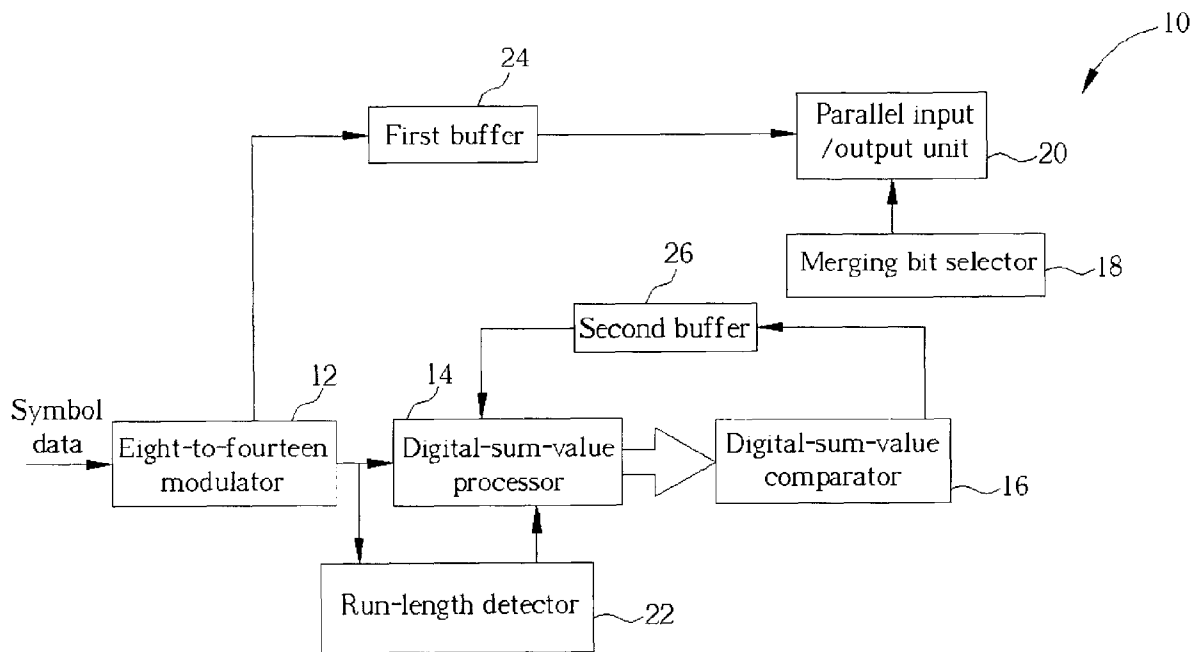 10
24
First buffer
Parallel input
/output unit
20
Merging bit selector
18
26
Second buffer
Symbol
data
12
Eight-to-fourteen
modulator
14
Digital-sum-value
processor
Digital-sum-value
comparator
16
Run-length detector
22